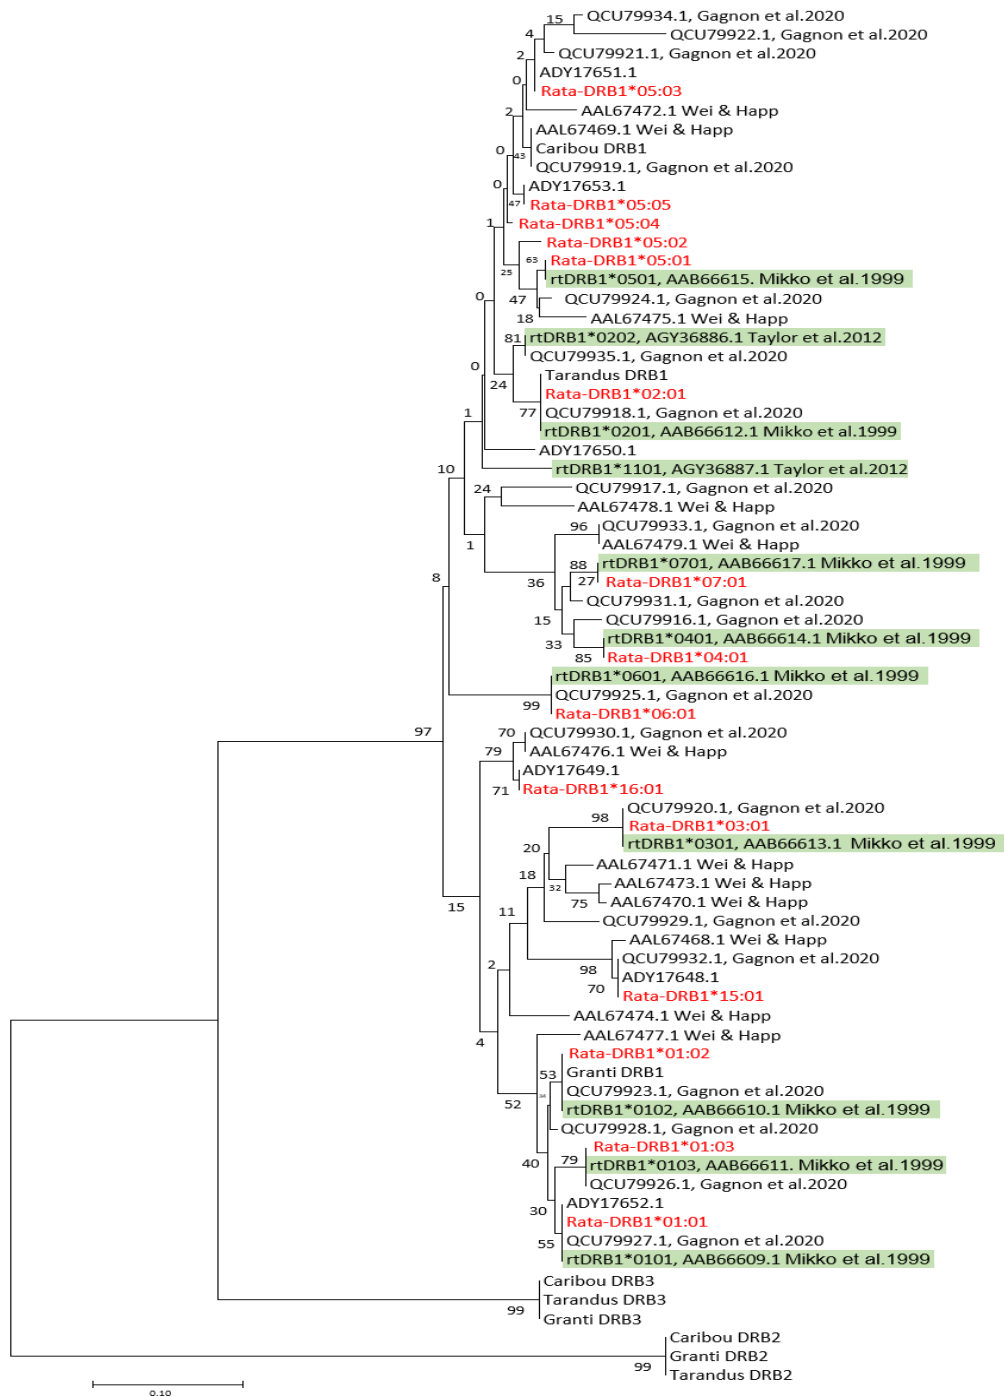 QCU79934.1, Gagnon et al.2020
15
4
QCU79922.1, Gagnon et al.2020
2
QCU79921.1, Gagnon et al.2020
ADY17651.1
0
Rata-DRB1*05:03
2
AAL67472.1 Wei & Happ
AAL67469.1 Wei & Happ
0
43
Caribou DRB1
QCU79919.1, Gagnon et al.2020
0
ADY17653.1
47
Rata-DRB1*05:05
1
Rata-DRB1*05:04
Rata-DRB1*05:02
63
Rata-DRB1*05:01
25
rtDRB1*0501, AAB66615. Mikko et al.1999
0
47
QCU79924.1, Gagnon et al.2020
18
AAL67475.1 Wei & Happ
81
rtDRB1*0202, AGY36886.1 Taylor et al.2012
QCU79935.1, Gagnon et al.2020
0
24
Tarandus DRB1
Rata-DRB1*02:01
77
QCU79918.1, Gagnon et al.2020
1
rtDRB1*0201, AAB66612.1 Mikko et al.1999
ADY17650.1
10
rtDRB1*1101, AGY36887.1 Taylor et al.2012
24
QCU79917.1, Gagnon et al.2020
AAL67478.1 Wei & Happ
96
QCU79933.1, Gagnon et al.2020
1
AAL67479.1 Wei & Happ
88
rtDRB1*0701, AAB66617.1 Mikko et al.1999
8
36
27
Rata-DRB1*07:01
QCU79931.1, Gagnon et al.2020
15
QCU79916.1, Gagnon et al.2020
33
rtDRB1*0401, AAB66614.1 Mikko et al.1999
85
Rata-DRB1*04:01
rtDRB1*0601, AAB66616.1 Mikko et al.1999
QCU79925.1, Gagnon et al.2020
99
Rata-DRB1*06:01
97
70
QCU79930.1, Gagnon et al.2020
79
AAL67476.1 Wei & Happ
ADY17649.1
71
Rata-DRB1*16:01
QCU79920.1, Gagnon et al.2020
98
Rata-DRB1*03:01
rtDRB1*0301, AAB66613.1 Mikko et al.1999
20
AAL67471.1 Wei & Happ
18
32
AAL67473.1 Wei & Happ
75
AAL67470.1 Wei & Happ
15
11
QCU79929.1, Gagnon et al.2020
AAL67468.1 Wei & Happ
QCU79932.1, Gagnon et al.2020
2
98
ADY17648.1
70
Rata-DRB1*15:01
AAL67474.1 Wei & Happ
4
AAL67477.1 Wei & Happ
Rata-DRB1*01:02
53
Granti DRB1
52
QCU79923.1, Gagnon et al.2020
rtDRB1*0102, AAB66610.1 Mikko et al.1999
QCU79928.1, Gagnon et al.2020
Rata-DRB1*01:03
40
79
rtDRB1*0103, AAB66611. Mikko et al.1999
QCU79926.1, Gagnon et al.2020
30
ADY17652.1
Rata-DRB1*01:01
55
QCU79927.1, Gagnon et al.2020
rtDRB1*0101, AAB66609.1 Mikko et al.1999
Caribou DRB3
Tarandus DRB3
99
Granti DRB3
Caribou DRB2
Granti DRB2
99
Tarandus DRB2
0.10